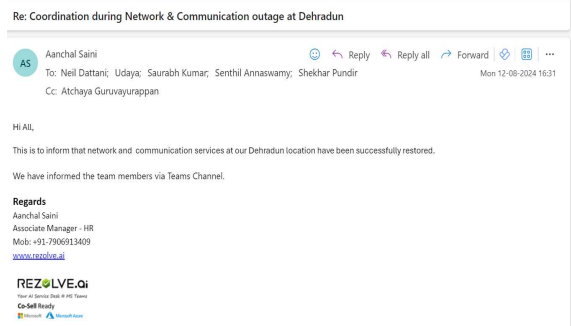 Re: Coordination during Network & Communication outage at Dehradun
AS
Aanchal Saini
Reply
Reply all
Forward
To: Neil Dattani; Udaya; Saurabh Kumar; Senthil Annaswamy; Shekhar Pundir
Mon 12-08-2024 16:31
Cc: Atchaya Guruvayurappan
Hi All,
This is to inform that network and communication services at our Dehradun location have been successfully restored.
We have informed the team members via Teams Channel.
Regards
Aanchal Saini
Associate Manager - HR
Mob: +91-7906913409
www.rezolve.ai
REZOLVE.ai
Your AI Service Desk @ MS Teams
Co-Sell Ready
Microsoft Microsoft Azure